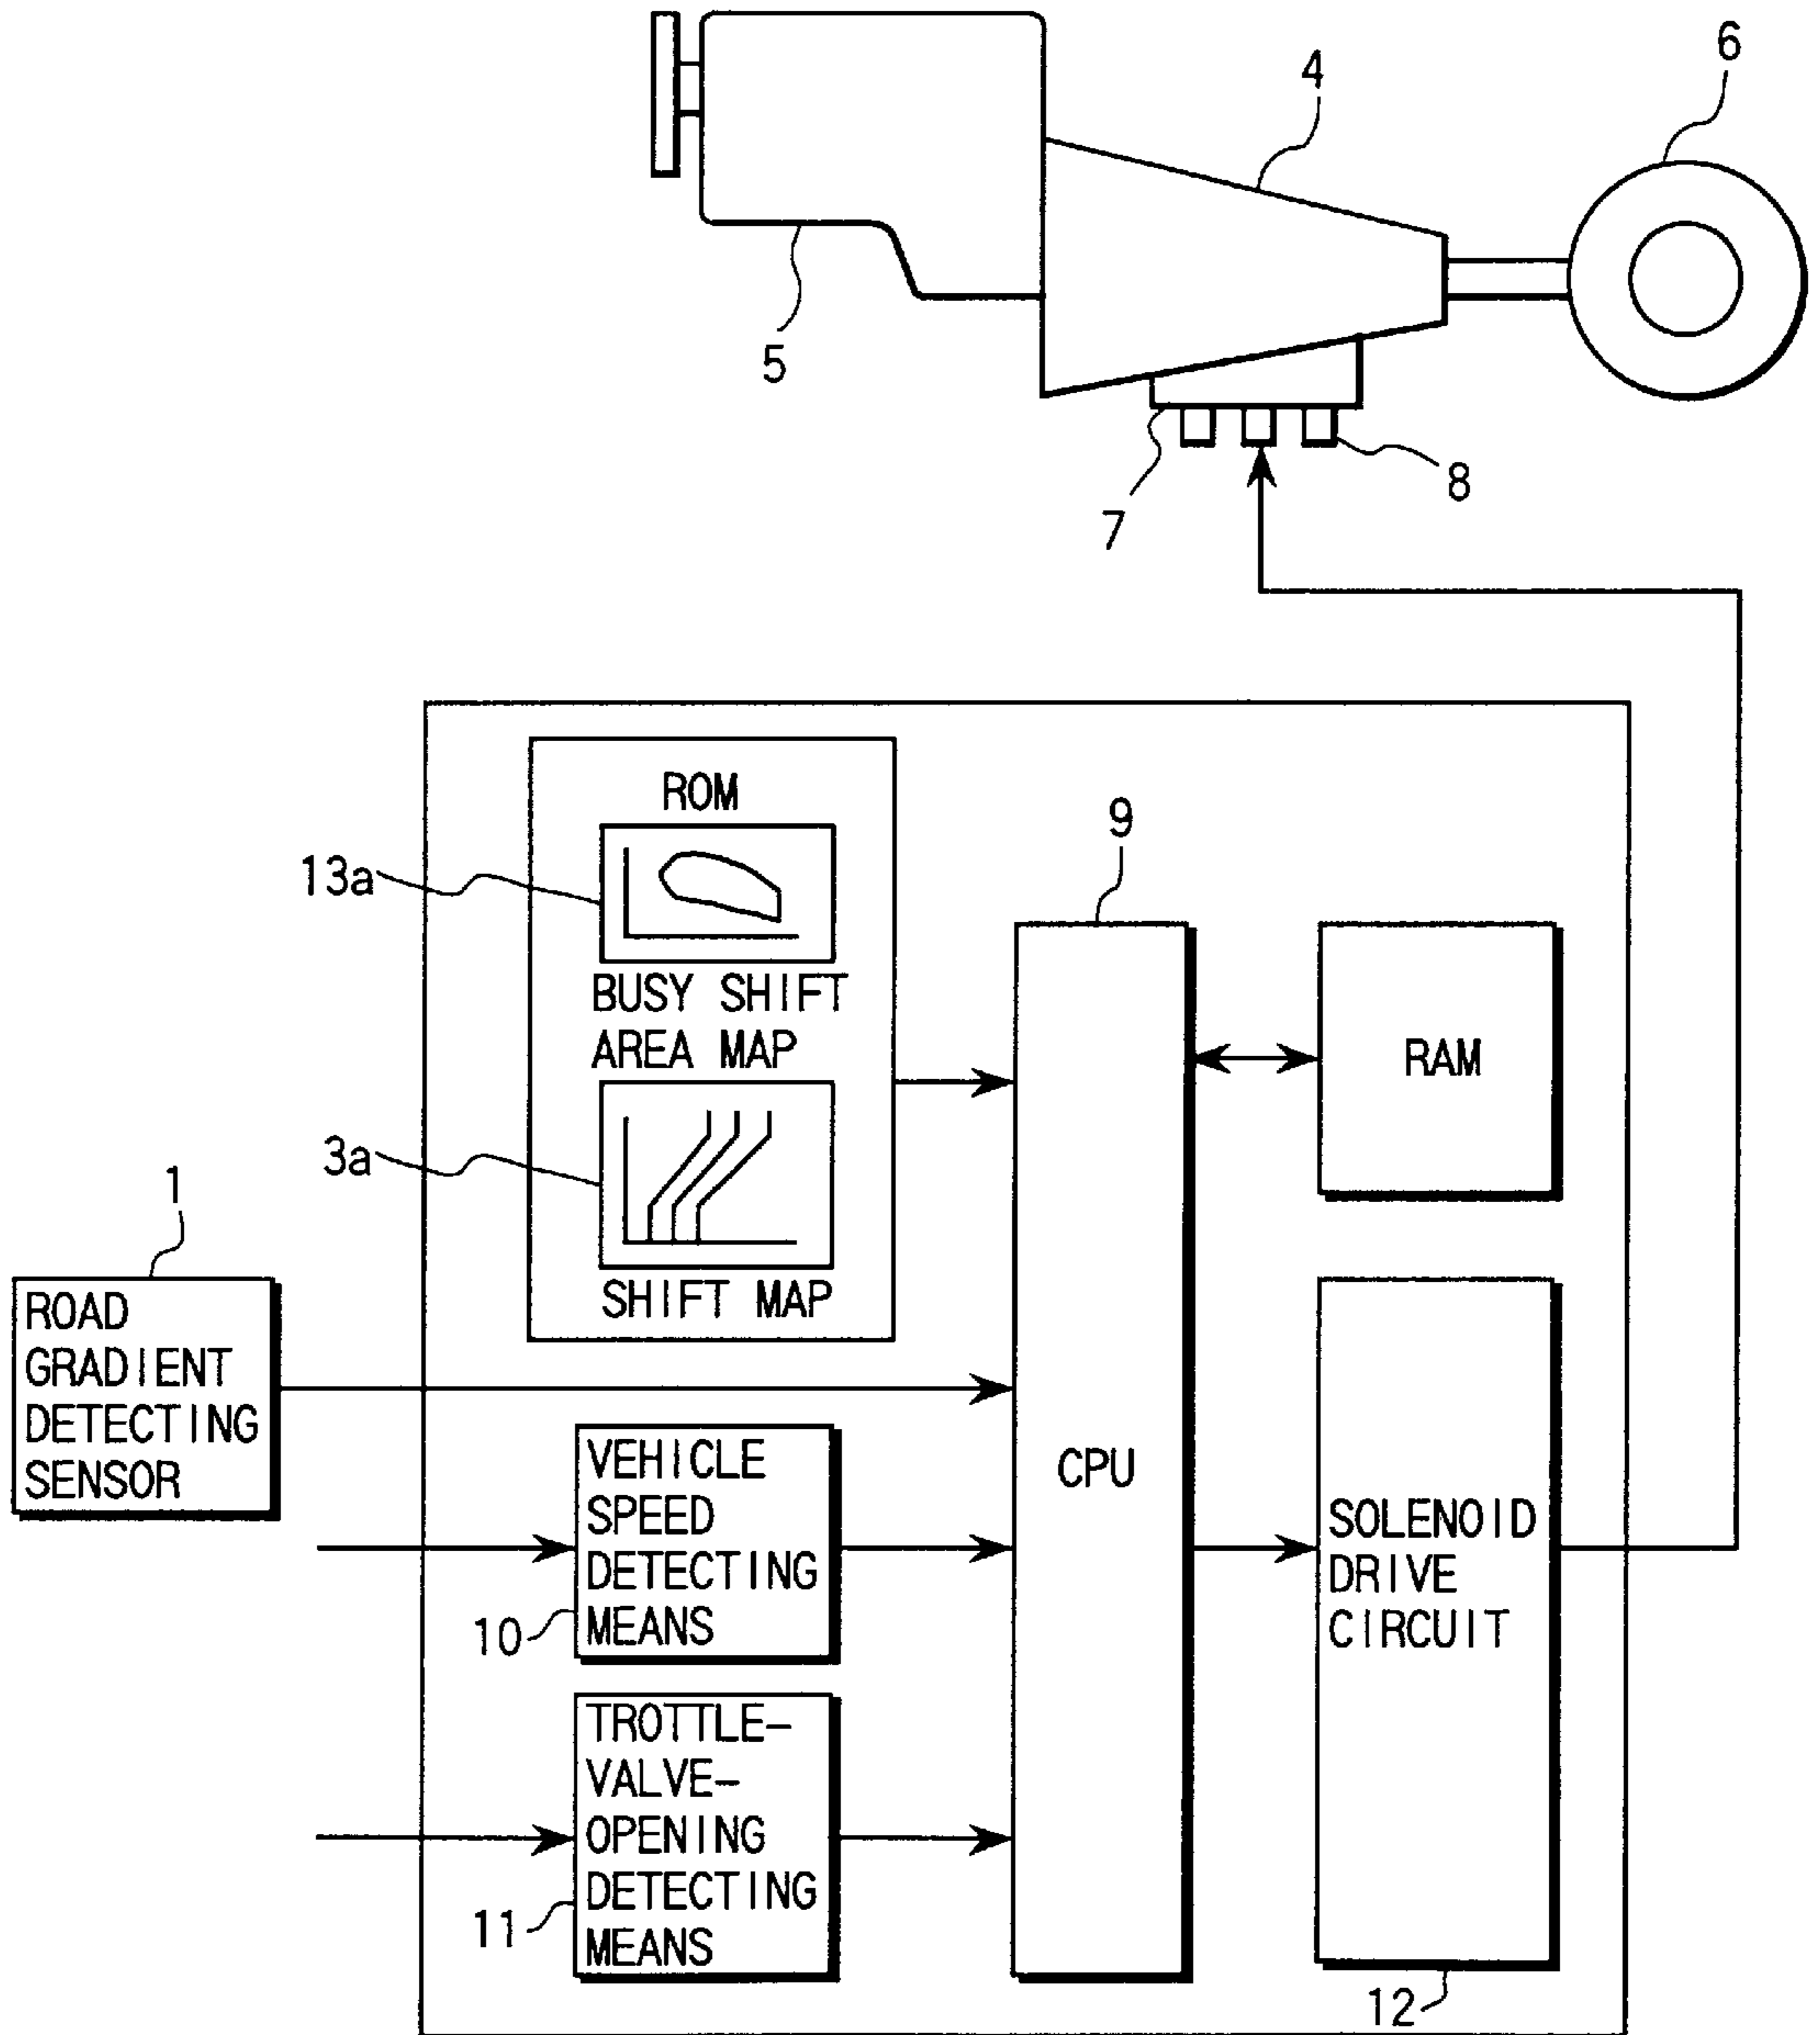 6
4
5
8
7
ROM
13a
BUSY SHIFT
AREA MAP
9
RAM
3a
SHIFT MAP
1
ROAD
GRADIENT
DETECTING
SENSOR
CPU
VEHICLE
SPEED
DETECTING
MEANS
10
SOLENOID
DRIVE
CIRCUIT
TROTTLE-
VALVE-
OPENING
DETECTING
MEANS
11
12